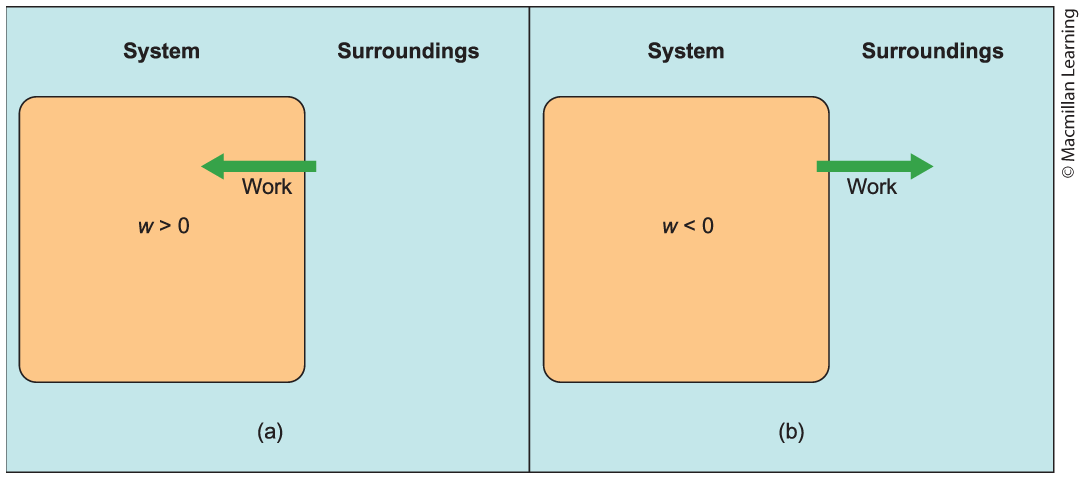 System
Surroundings
Work
w > 0
(a)
System
Surroundings
Work
w < 0
(b)
© Macmillan Learning